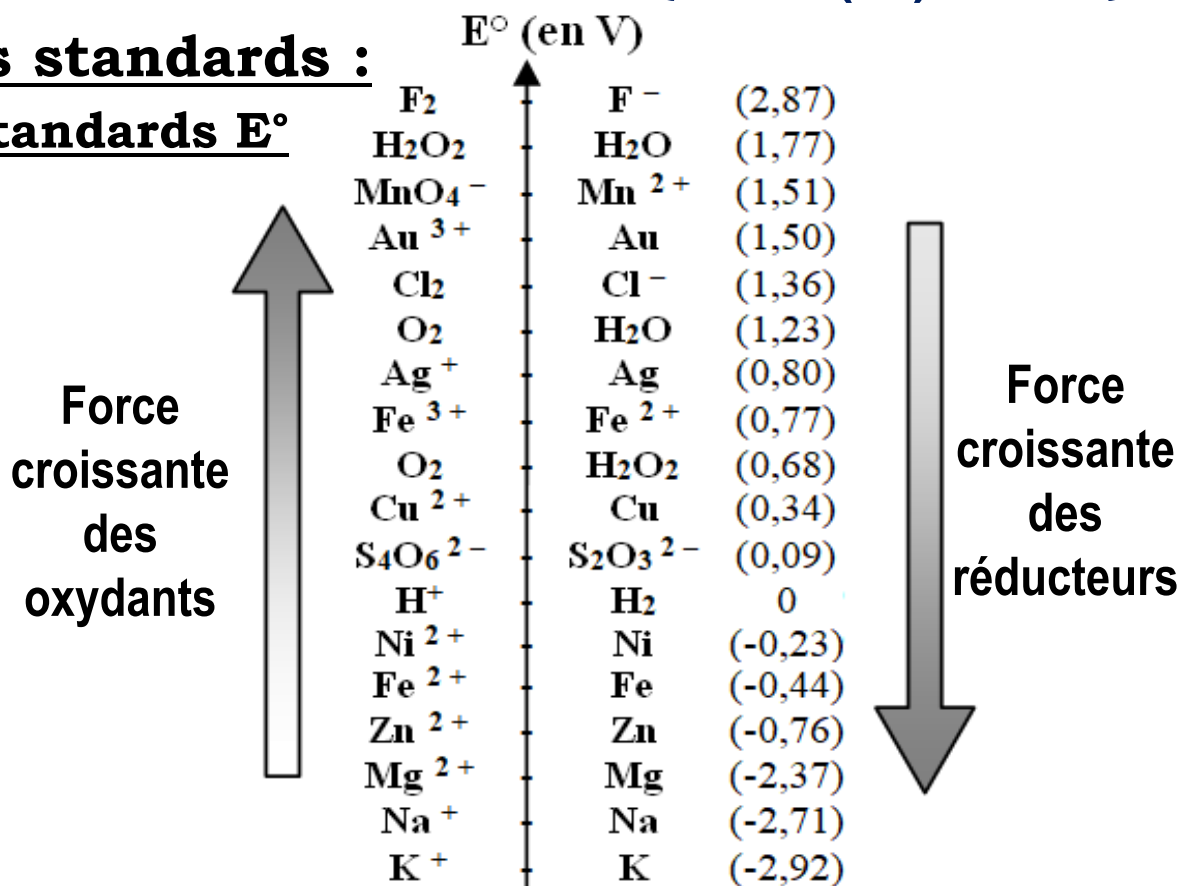 E° (en V)
s standards :
tandards E°
F₂ F⁻ (2,87)
H₂O₂ H₂O (1,77)
MnO₄⁻ Mn²⁺ (1,51)
Au³⁺ Au (1,50)
Cl₂ Cl⁻ (1,36)
O₂ H₂O (1,23)
Ag⁺ Ag (0,80)
Fe³⁺ Fe²⁺ (0,77)
O₂ H₂O₂ (0,68)
Cu²⁺ Cu (0,34)
S₄O₆²⁻ S₂O₃²⁻ (0,09)
H⁺ H₂ 0
Ni²⁺ Ni (-0,23)
Fe²⁺ Fe (-0,44)
Zn²⁺ Zn (-0,76)
Mg²⁺ Mg (-2,37)
Na⁺ Na (-2,71)
K⁺ K (-2,92)
Force
croissante
des
oxydants
Force
croissante
des
réducteurs